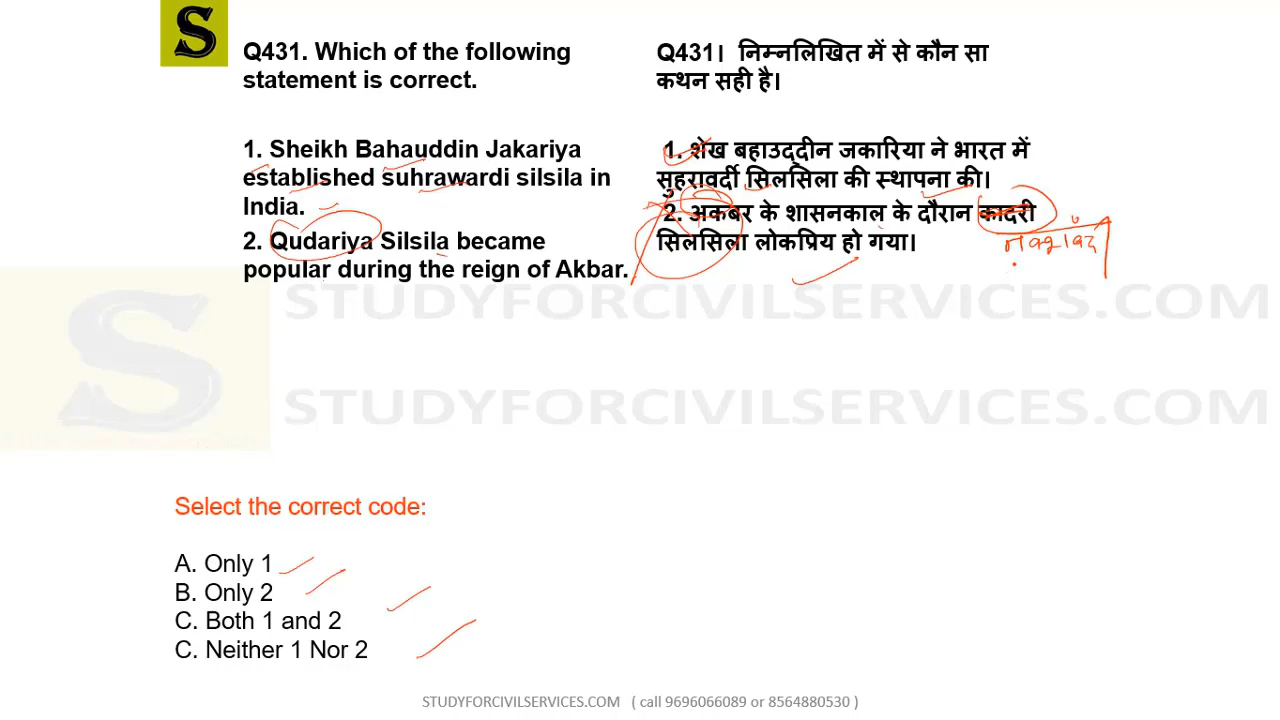 S
Q431. Which of the following
statement is correct.
1. Sheikh Bahauddin Jakariya
established suhrawardi silsila in
India.
2. Qudariya Silsila became
popular during the reign of Akbar.
Q431। निम्नलिखित में से कौन सा
कथन सही है।
1. शेख बहाउद्दीन जकारिया ने भारत में
सुहरावर्दी सिलसिला की स्थापना की।
2. अकबर के शासनकाल के दौरान कादरी
सिलसिला लोकप्रिय हो गया।
STUDYFORCIVILSERVICES.COM
STUDYFORCIVILSERVICES.COM
Select the correct code:
A. Only 1
B. Only 2
C. Both 1 and 2
C. Neither 1 Nor 2
STUDYFORCIVILSERVICES.COM ( call 9696066089 or 8564880530 )